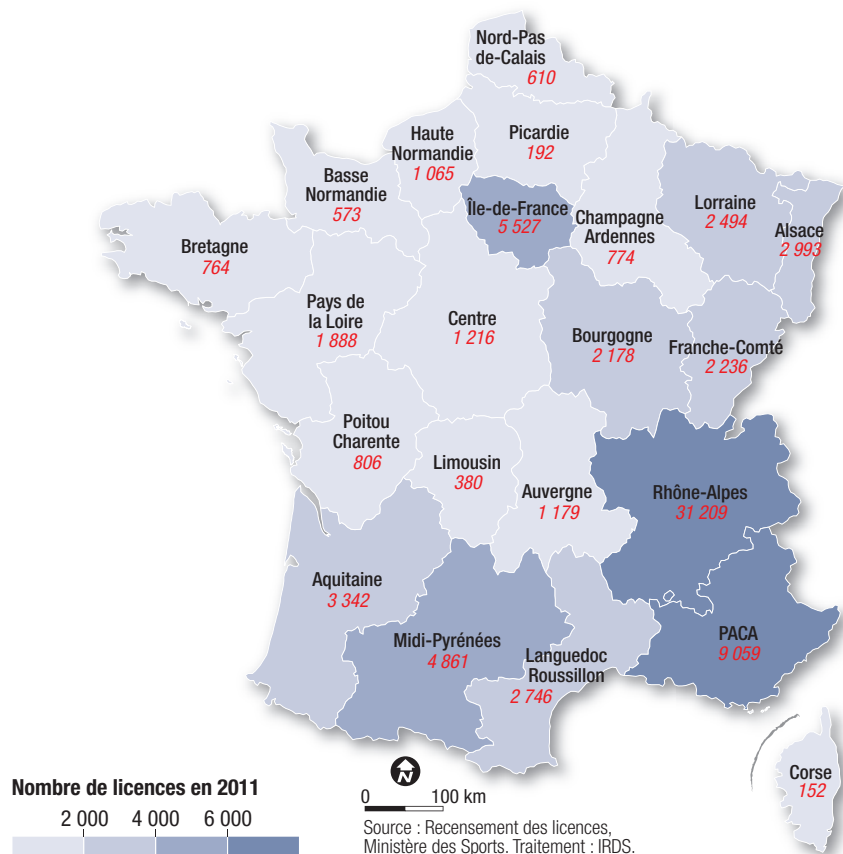 Nord-Pas
de-Calais
610
Haute
Normandie
1 065
Picardie
192
Basse
Normandie
573
Île-de-France
5 527
Champagne
Ardennes
774
Lorraine
2 494
Alsace
2 993
Bretagne
764
Pays de
la Loire
1 888
Centre
1 216
Bourgogne
2 178
Franche-Comté
2 236
Poitou
Charente
806
Limousin
380
Auvergne
1 179
Rhône-Alpes
31 209
Aquitaine
3 342
Midi-Pyrénées
4 861
Languedoc
Roussillon
2 746
PACA
9 059
Corse
152
Nombre de licences en 2011
2 000 4 000 6 000
N
0 100 km
Source : Recensement des licences,
Ministère des Sports. Traitement : IRDS.